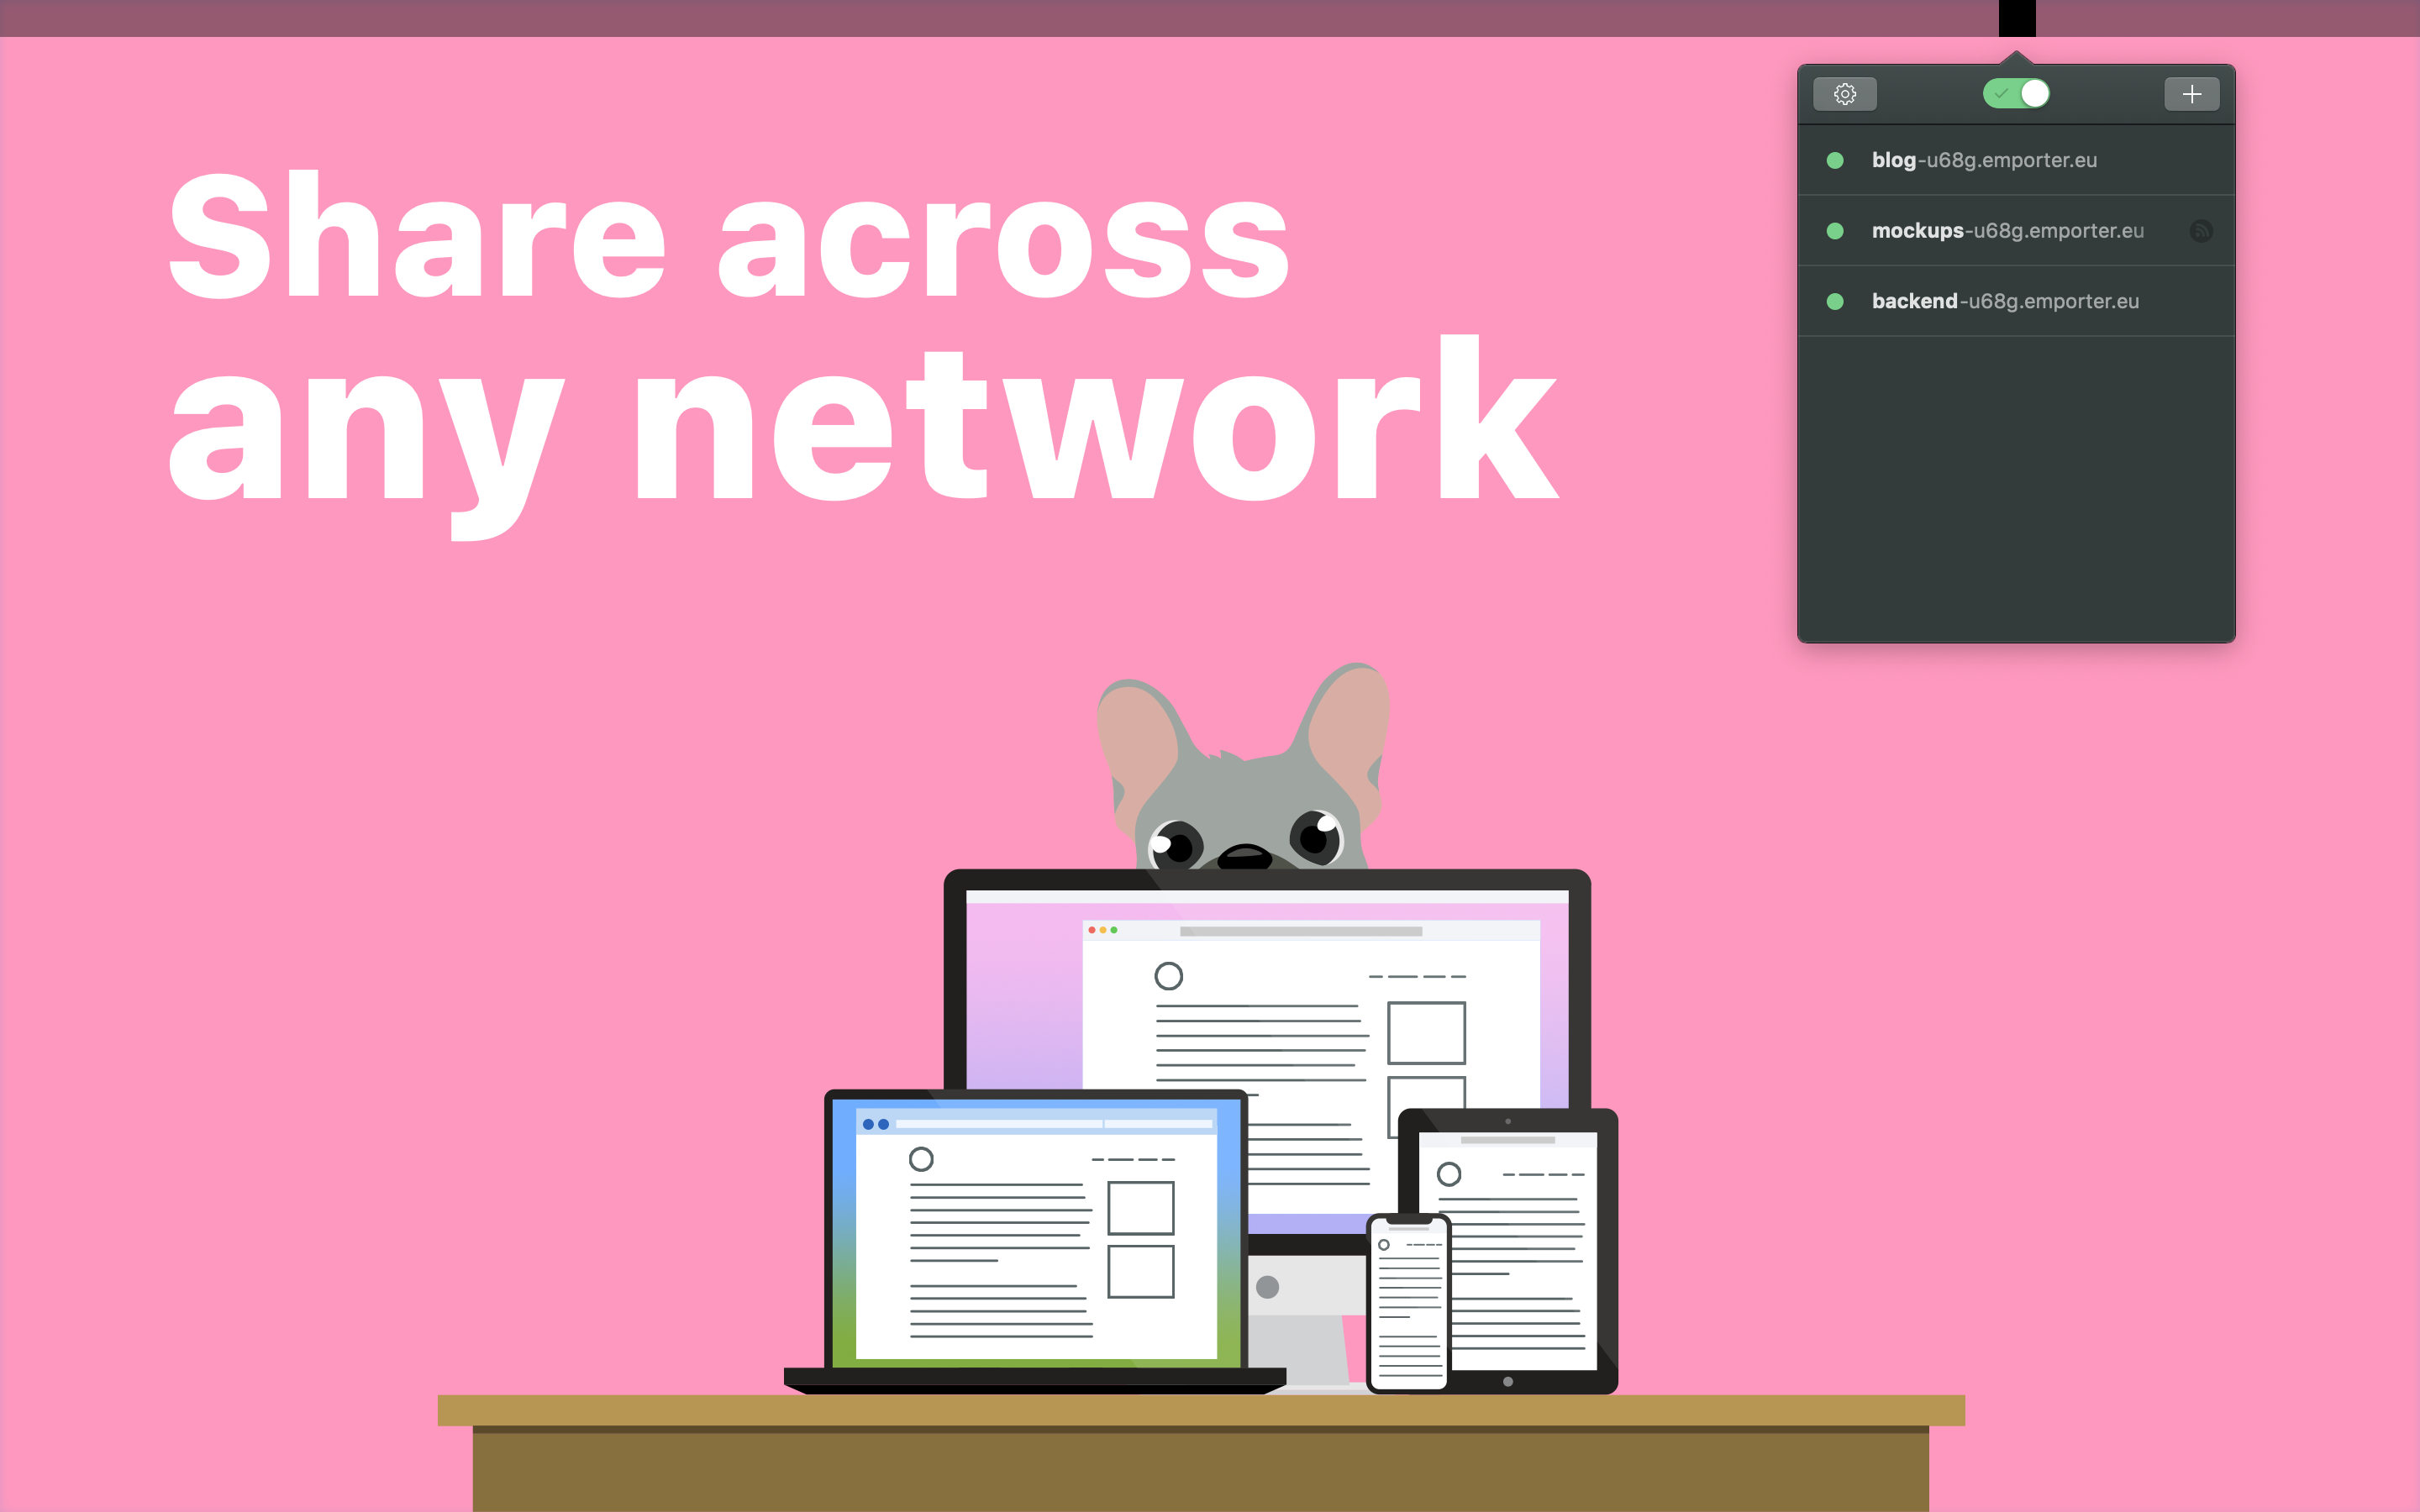 Share across
any network
blog-u68g.emporter.eu
mockups-u68g.emporter.eu
backend-u68g.emporter.eu